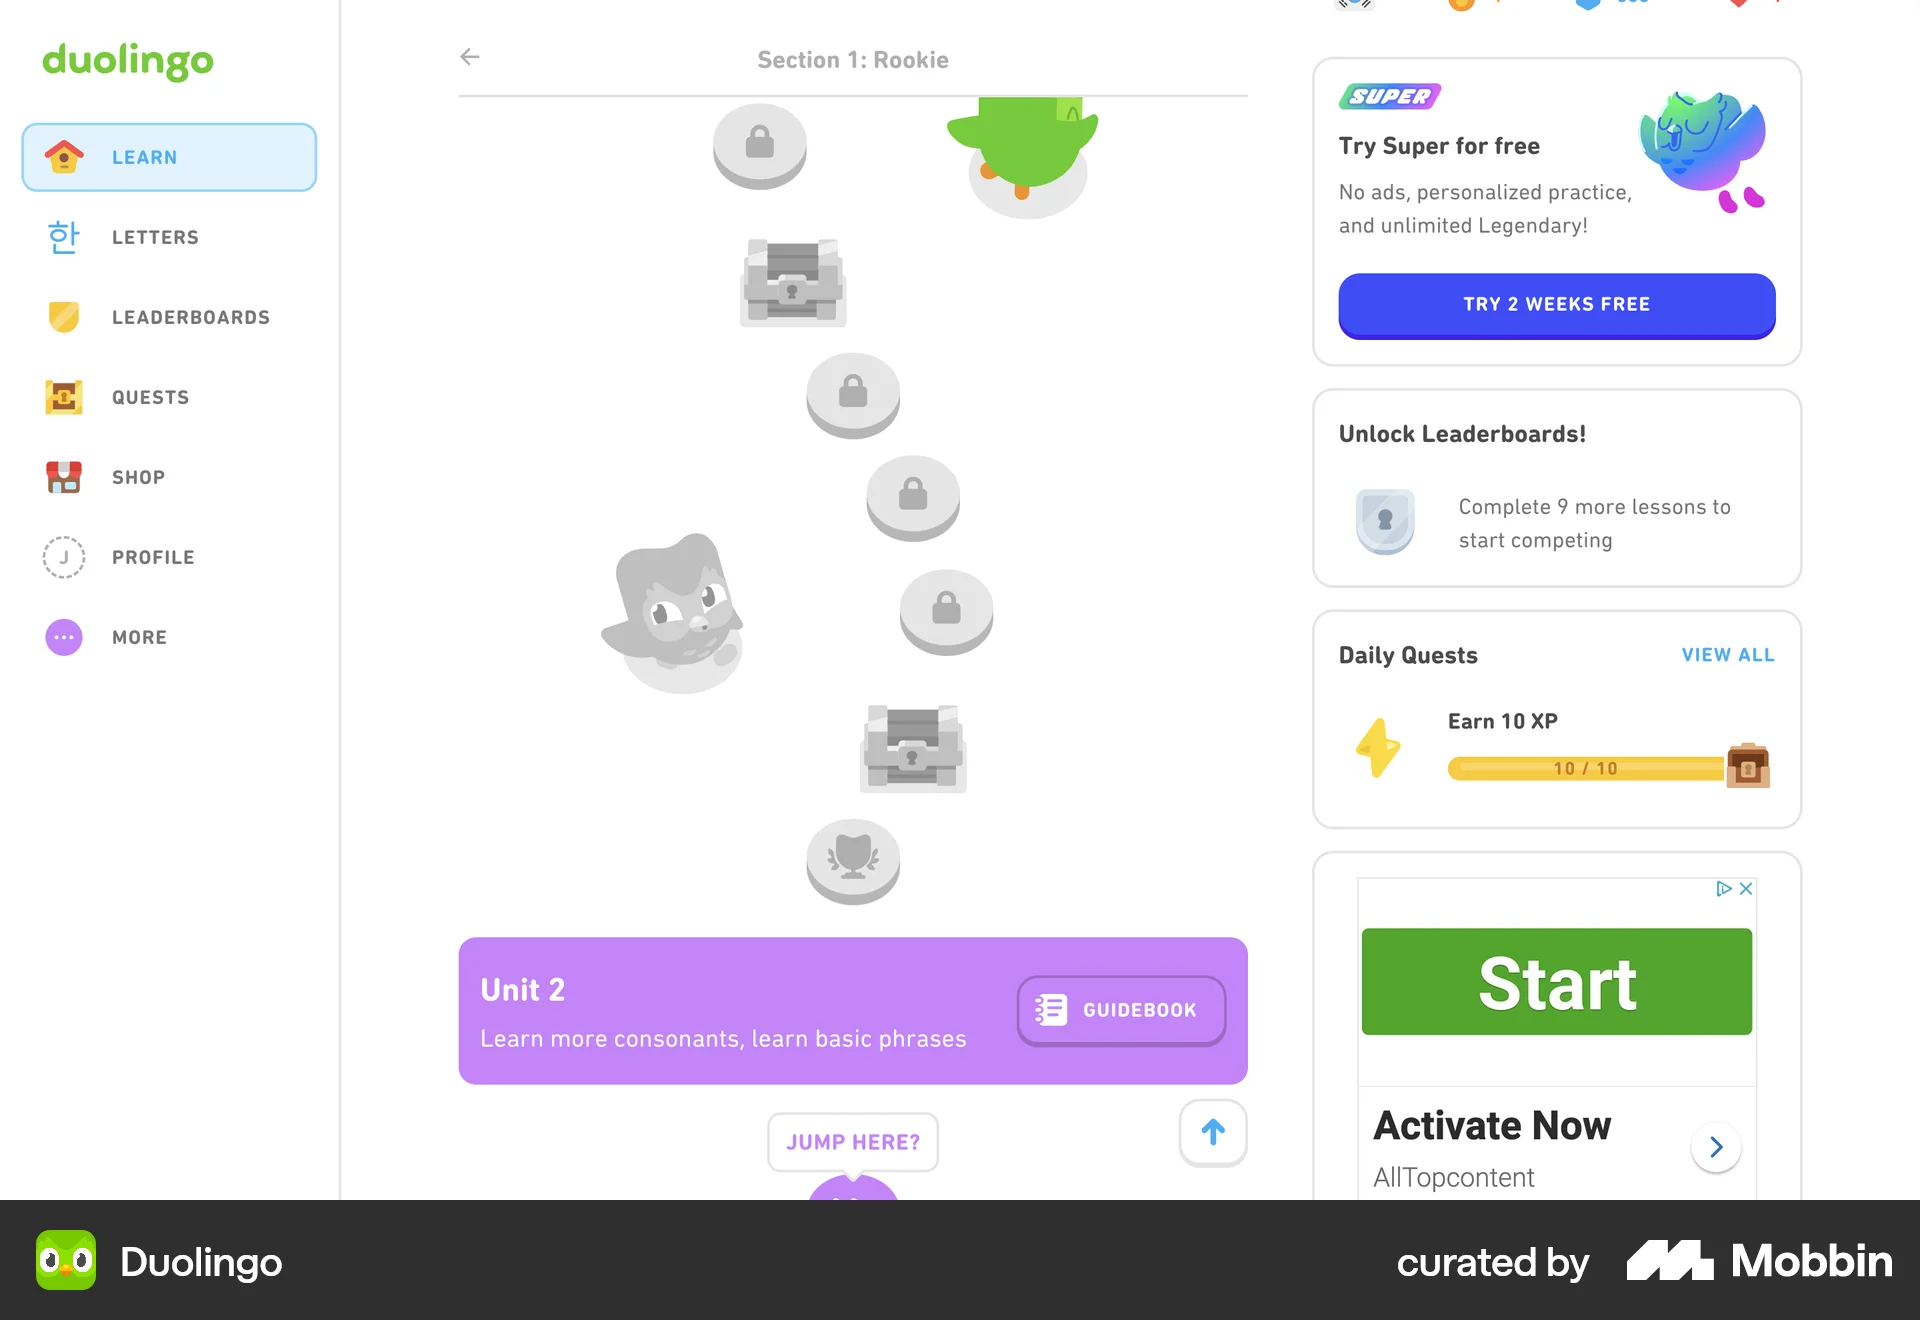 duolingo
LEARN
한
LETTERS
LEADERBOARDS
QUESTS
SHOP
J
PROFILE
MORE
Section 1: Rookie
Unit 2
Learn more consonants, learn basic phrases
GUIDEBOOK
JUMP HERE?
SUPER
Try Super for free
No ads, personalized practice,
and unlimited Legendary!
TRY 2 WEEKS FREE
Unlock Leaderboards!
Complete 9 more lessons to
start competing
Daily Quests
VIEW ALL
Earn 10 XP
10 / 10
Start
Activate Now
AllTopcontent
Duolingo
curated by
Mobbin